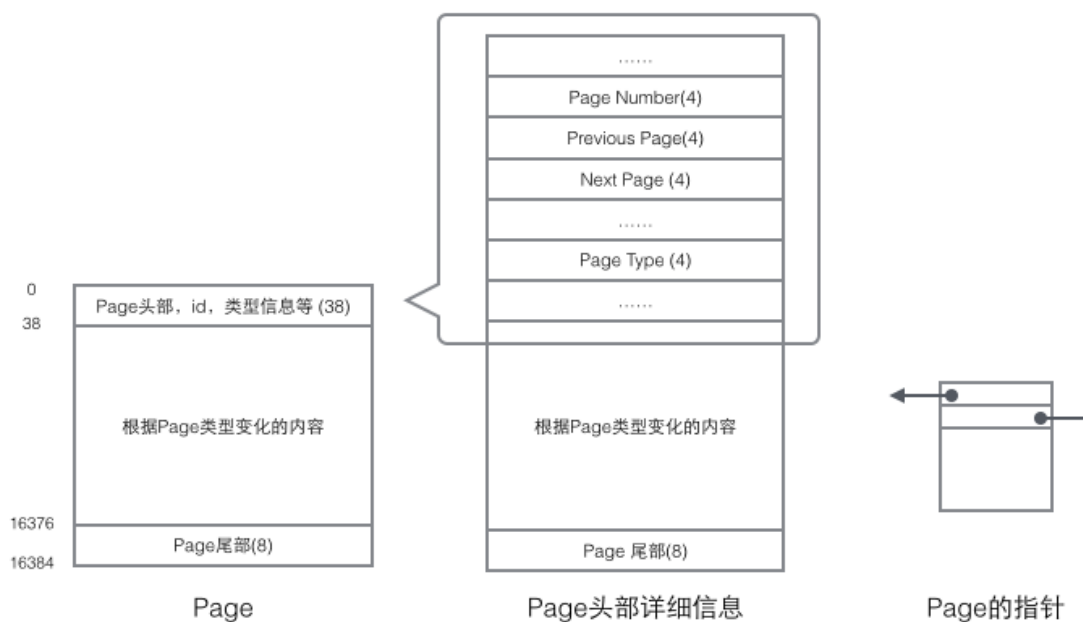 0
Page头部，id，类型信息等 (38)
38
根据Page类型变化的内容
16376
Page尾部(8)
16384
Page
……
Page Number(4)
Previous Page(4)
Next Page (4)
……
Page Type (4)
……
根据Page类型变化的内容
Page 尾部(8)
Page头部详细信息
Page的指针